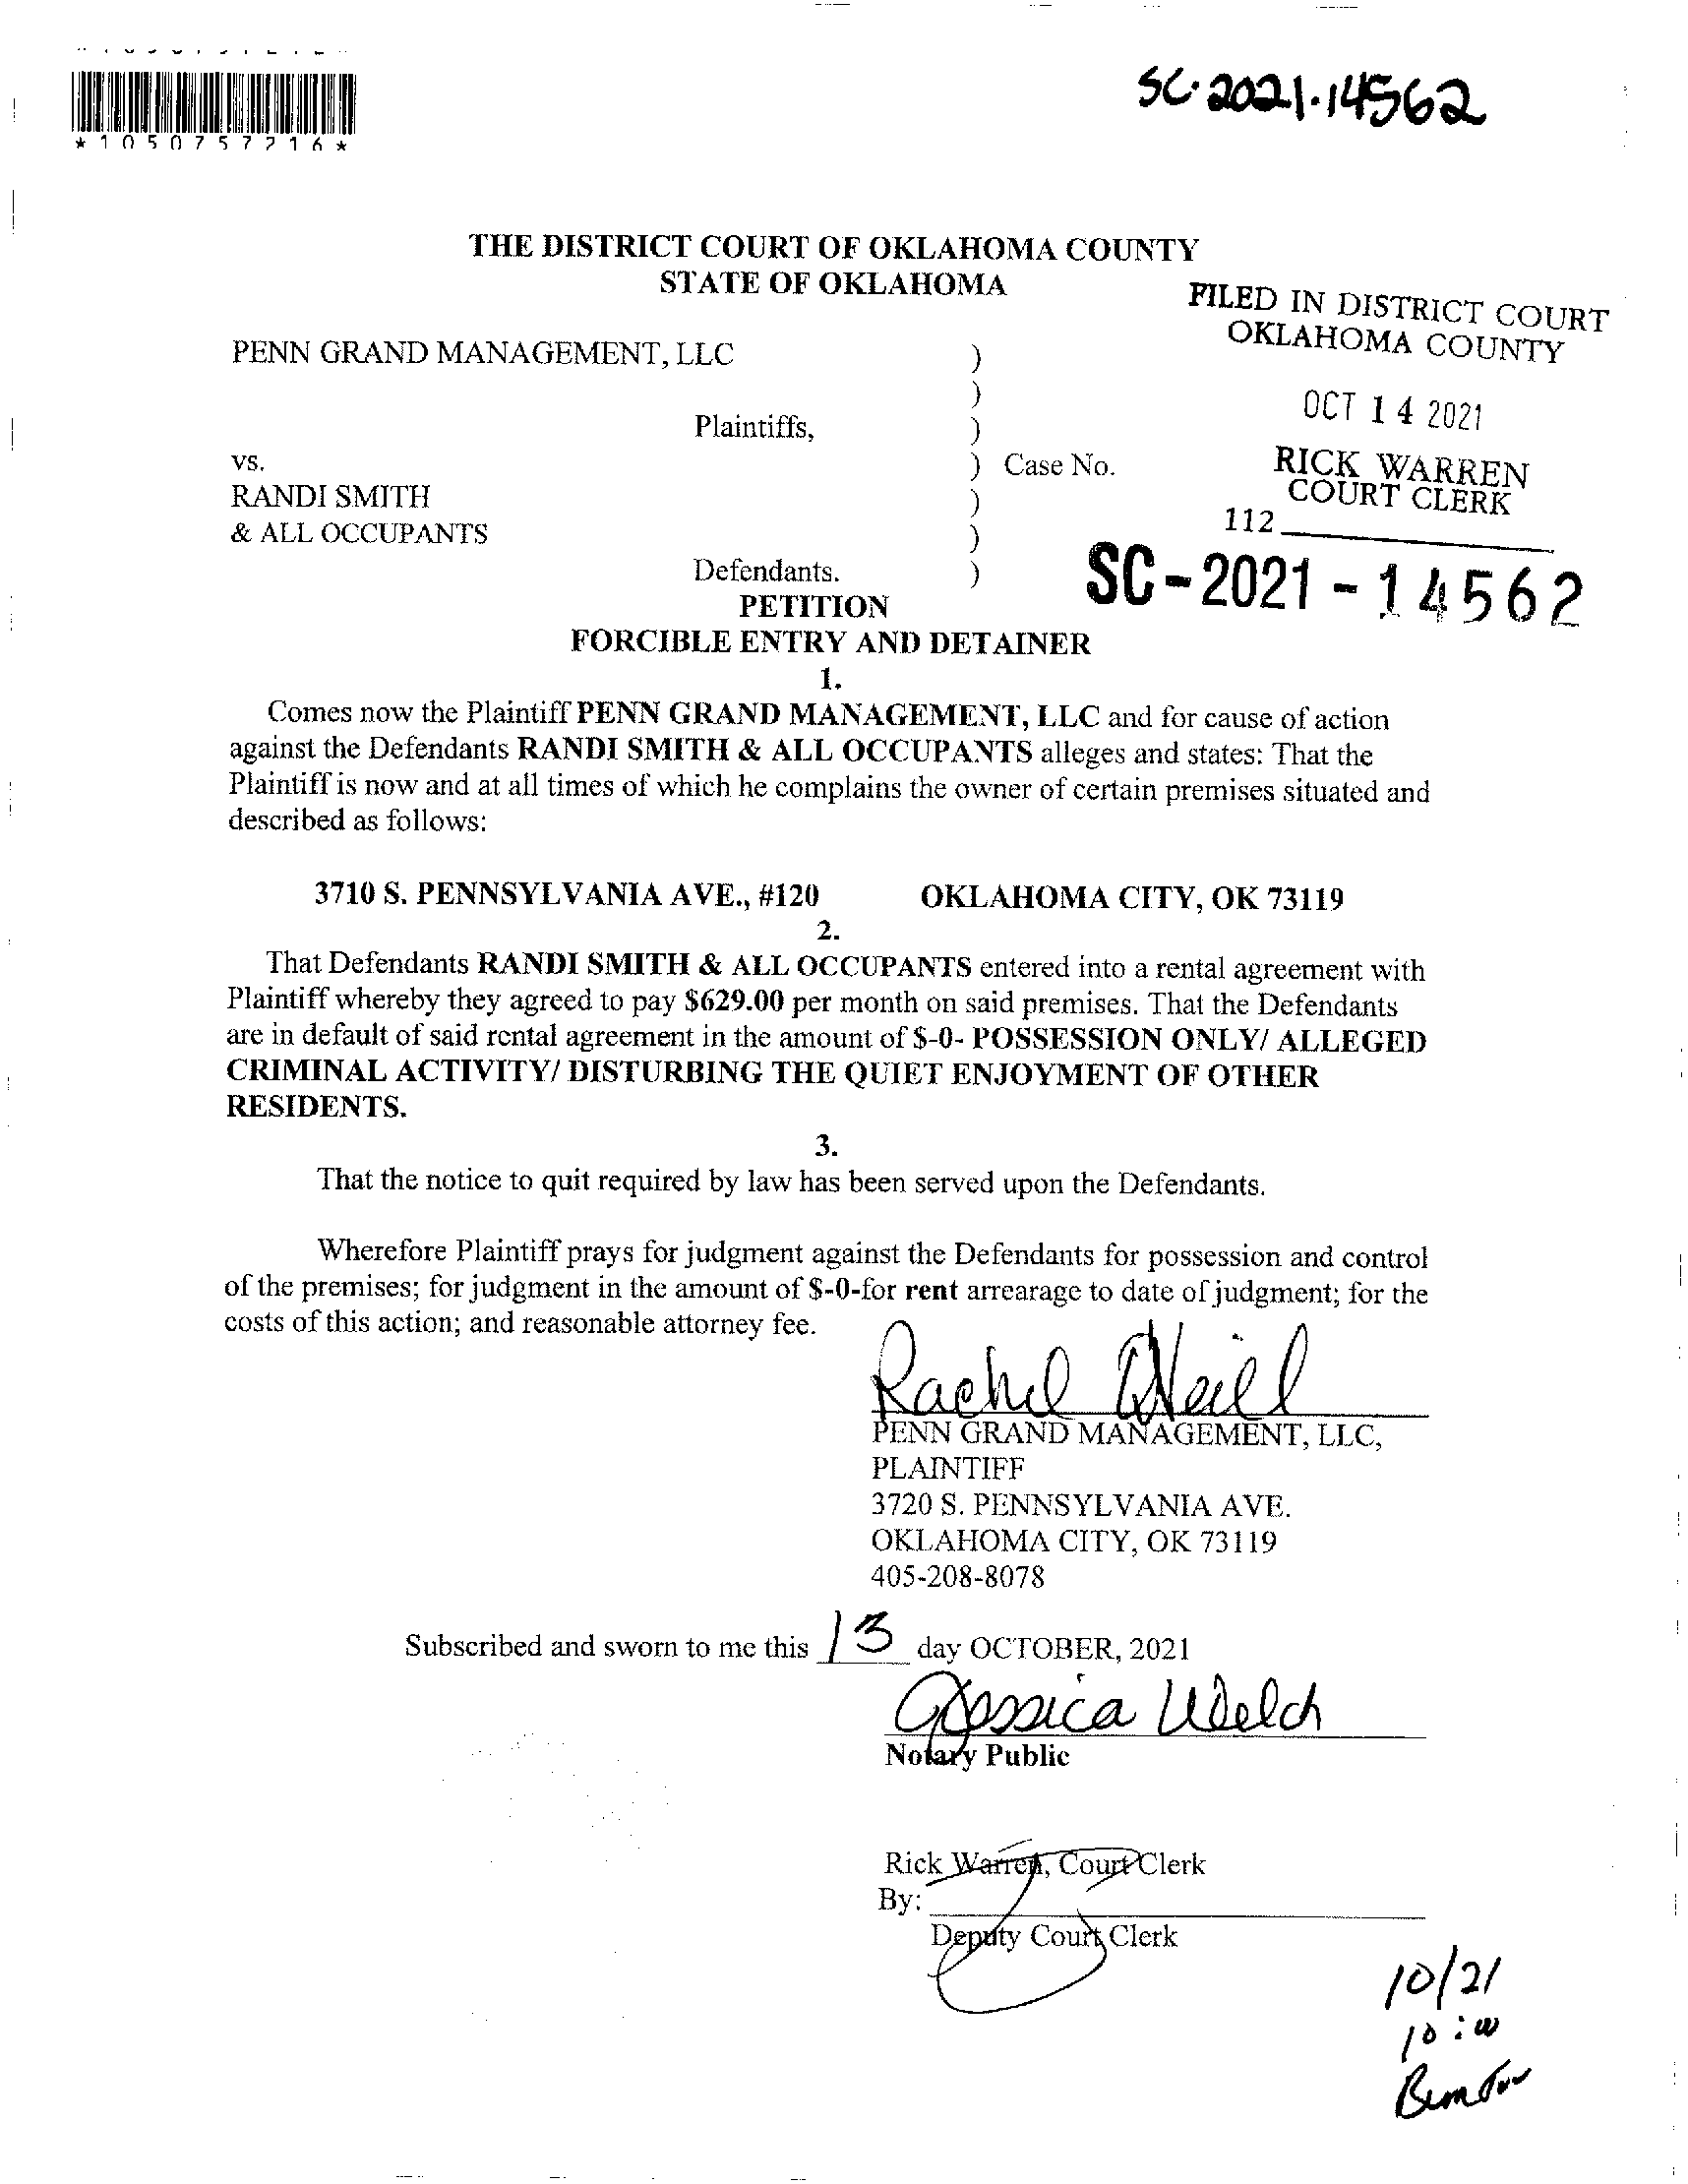 SC-2021-14562
*1050757216*
THE DISTRICT COURT OF OKLAHOMA COUNTY
STATE OF OKLAHOMA
FILED IN DISTRICT COURT
OKLAHOMA COUNTY
PENN GRAND MANAGEMENT, LLC )
)
OCT 14 2021
Plaintiffs, )
vs. ) Case No.
RICK WARREN
COURT CLERK
RANDI SMITH )
112
& ALL OCCUPANTS )
Defendants. )
SC-2021-14562
PETITION
FORCIBLE ENTRY AND DETAINER
1.
Comes now the Plaintiff PENN GRAND MANAGEMENT, LLC and for cause of action
against the Defendants RANDI SMITH & ALL OCCUPANTS alleges and states: That the
Plaintiff is now and at all times of which he complains the owner of certain premises situated and
described as follows:
3710 S. PENNSYLVANIA AVE., #120 OKLAHOMA CITY, OK 73119
2.
That Defendants RANDI SMITH & ALL OCCUPANTS entered into a rental agreement with
Plaintiff whereby they agreed to pay $629.00 per month on said premises. That the Defendants
are in default of said rental agreement in the amount of $-0- POSSESSION ONLY/ ALLEGED
CRIMINAL ACTIVITY/ DISTURBING THE QUIET ENJOYMENT OF OTHER
RESIDENTS.
3.
That the notice to quit required by law has been served upon the Defendants.
Wherefore Plaintiff prays for judgment against the Defendants for possession and control
of the premises; for judgment in the amount of $-0-for rent arrearage to date of judgment; for the
costs of this action; and reasonable attorney fee.
Rachel O'Neill
PENN GRAND MANAGEMENT, LLC,
PLAINTIFF
3720 S. PENNSYLVANIA AVE.
OKLAHOMA CITY, OK 73119
405-208-8078
Subscribed and sworn to me this 13 day OCTOBER, 2021
Jessica Welch
Notary Public
Rick Warren, Court Clerk
By:
Deputy Court Clerk
10/21